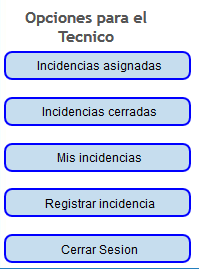 Opciones para el
Tecnico
Incidencias asignadas
Incidencias cerradas
Mis incidencias
Registrar incidencia
Cerrar Sesion